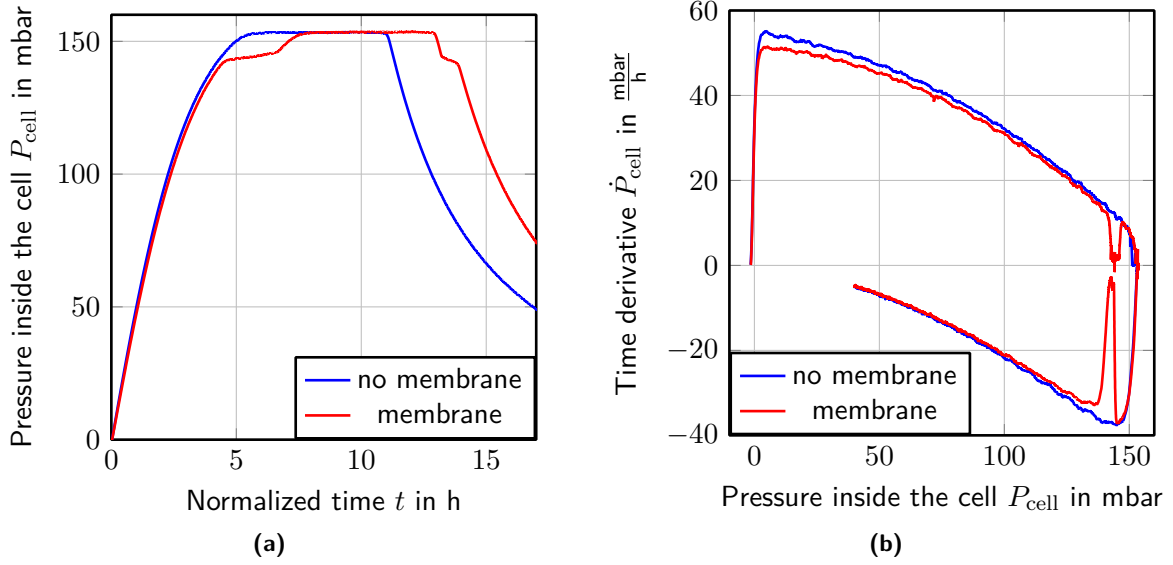 Pressure inside the cell P_cell in mbar
150
100
50
0
0
5
10
15
no membrane
membrane
Normalized time t in h
(a)
Time derivative Ṗ_cell in mbar/h
60
40
20
0
0
−20
−40
0
50
100
150
no membrane
membrane
Pressure inside the cell P_cell in mbar
(b)